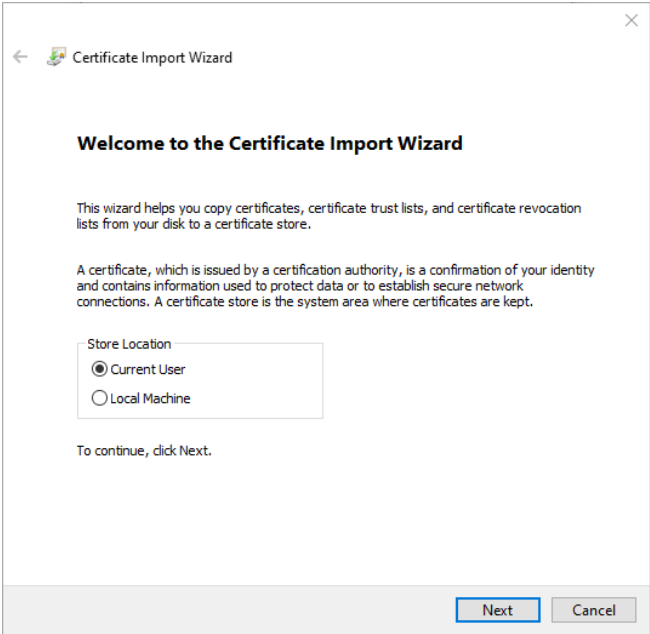 Certificate Import Wizard
Welcome to the Certificate Import Wizard
This wizard helps you copy certificates, certificate trust lists, and certificate revocation
lists from your disk to a certificate store.
A certificate, which is issued by a certification authority, is a confirmation of your identity
and contains information used to protect data or to establish secure network
connections. A certificate store is the system area where certificates are kept.
Store Location
Current User
Local Machine
To continue, click Next.
Next
Cancel